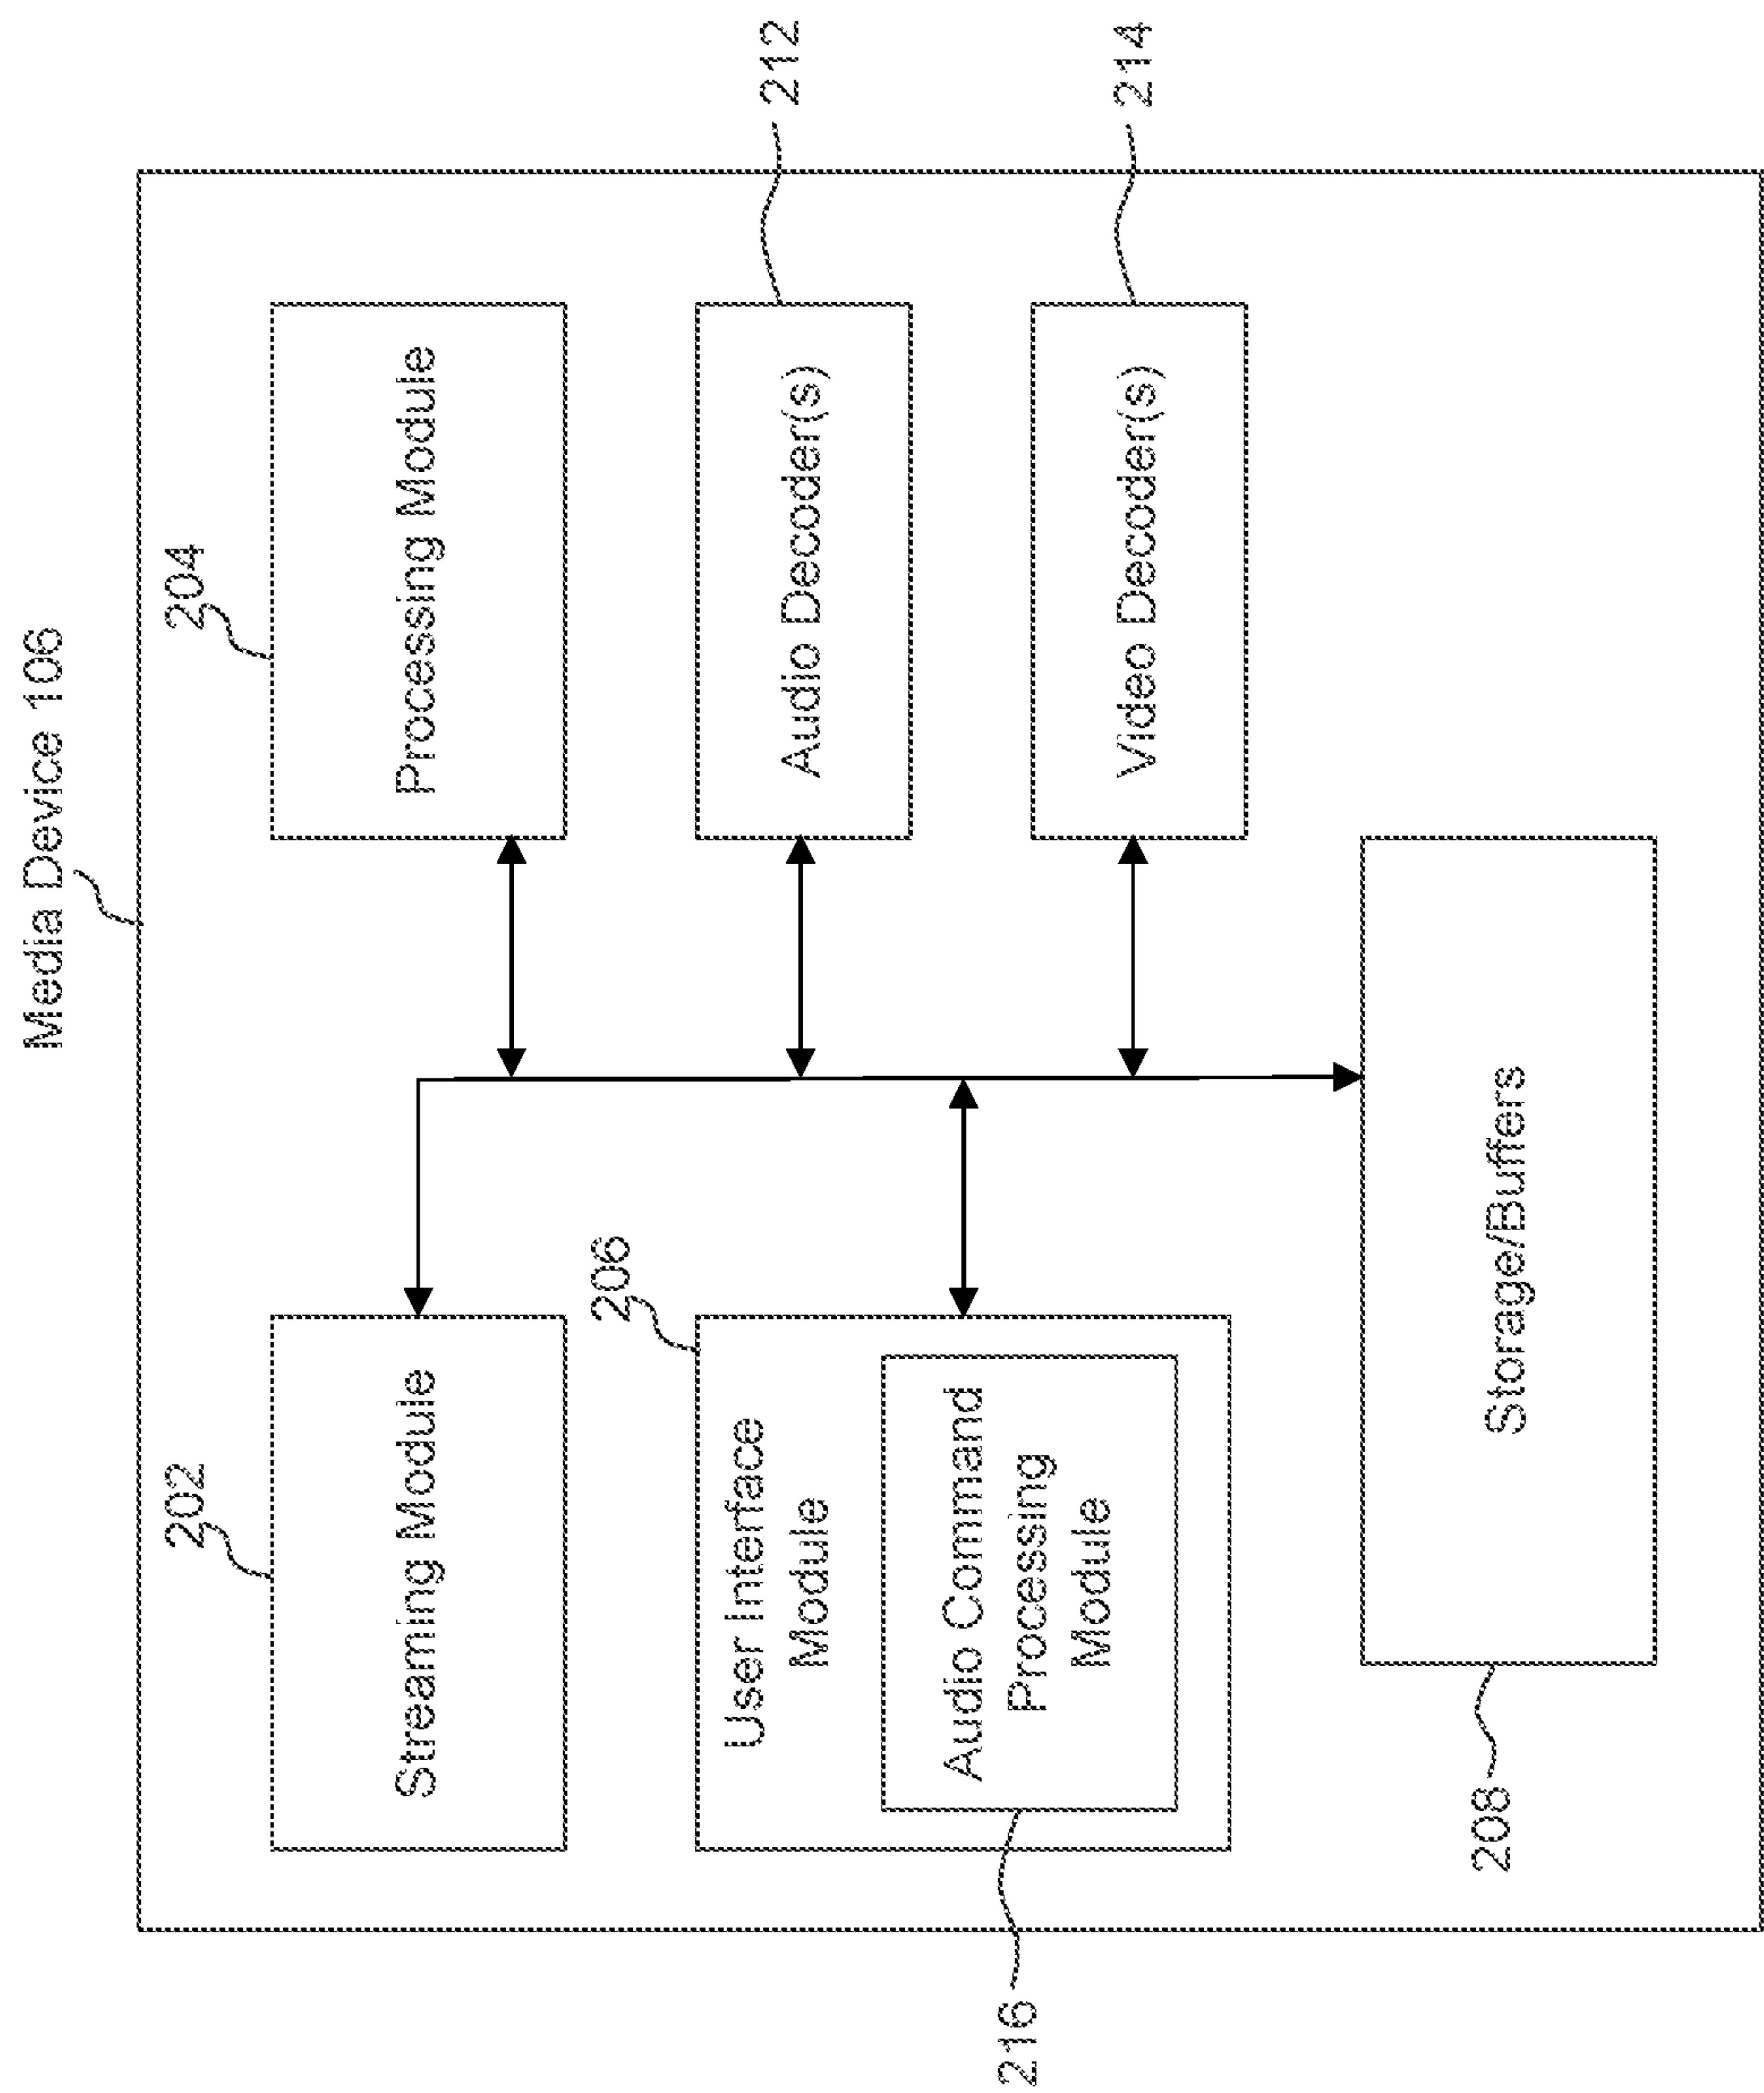 Media Device 106
202
Streaming Module
204
Processing Module
206
User Interface
Module
Audio Command
Processing
Module
216
Audio Decoder(s)
212
Video Decoder(s)
214
Storage/Buffers
208